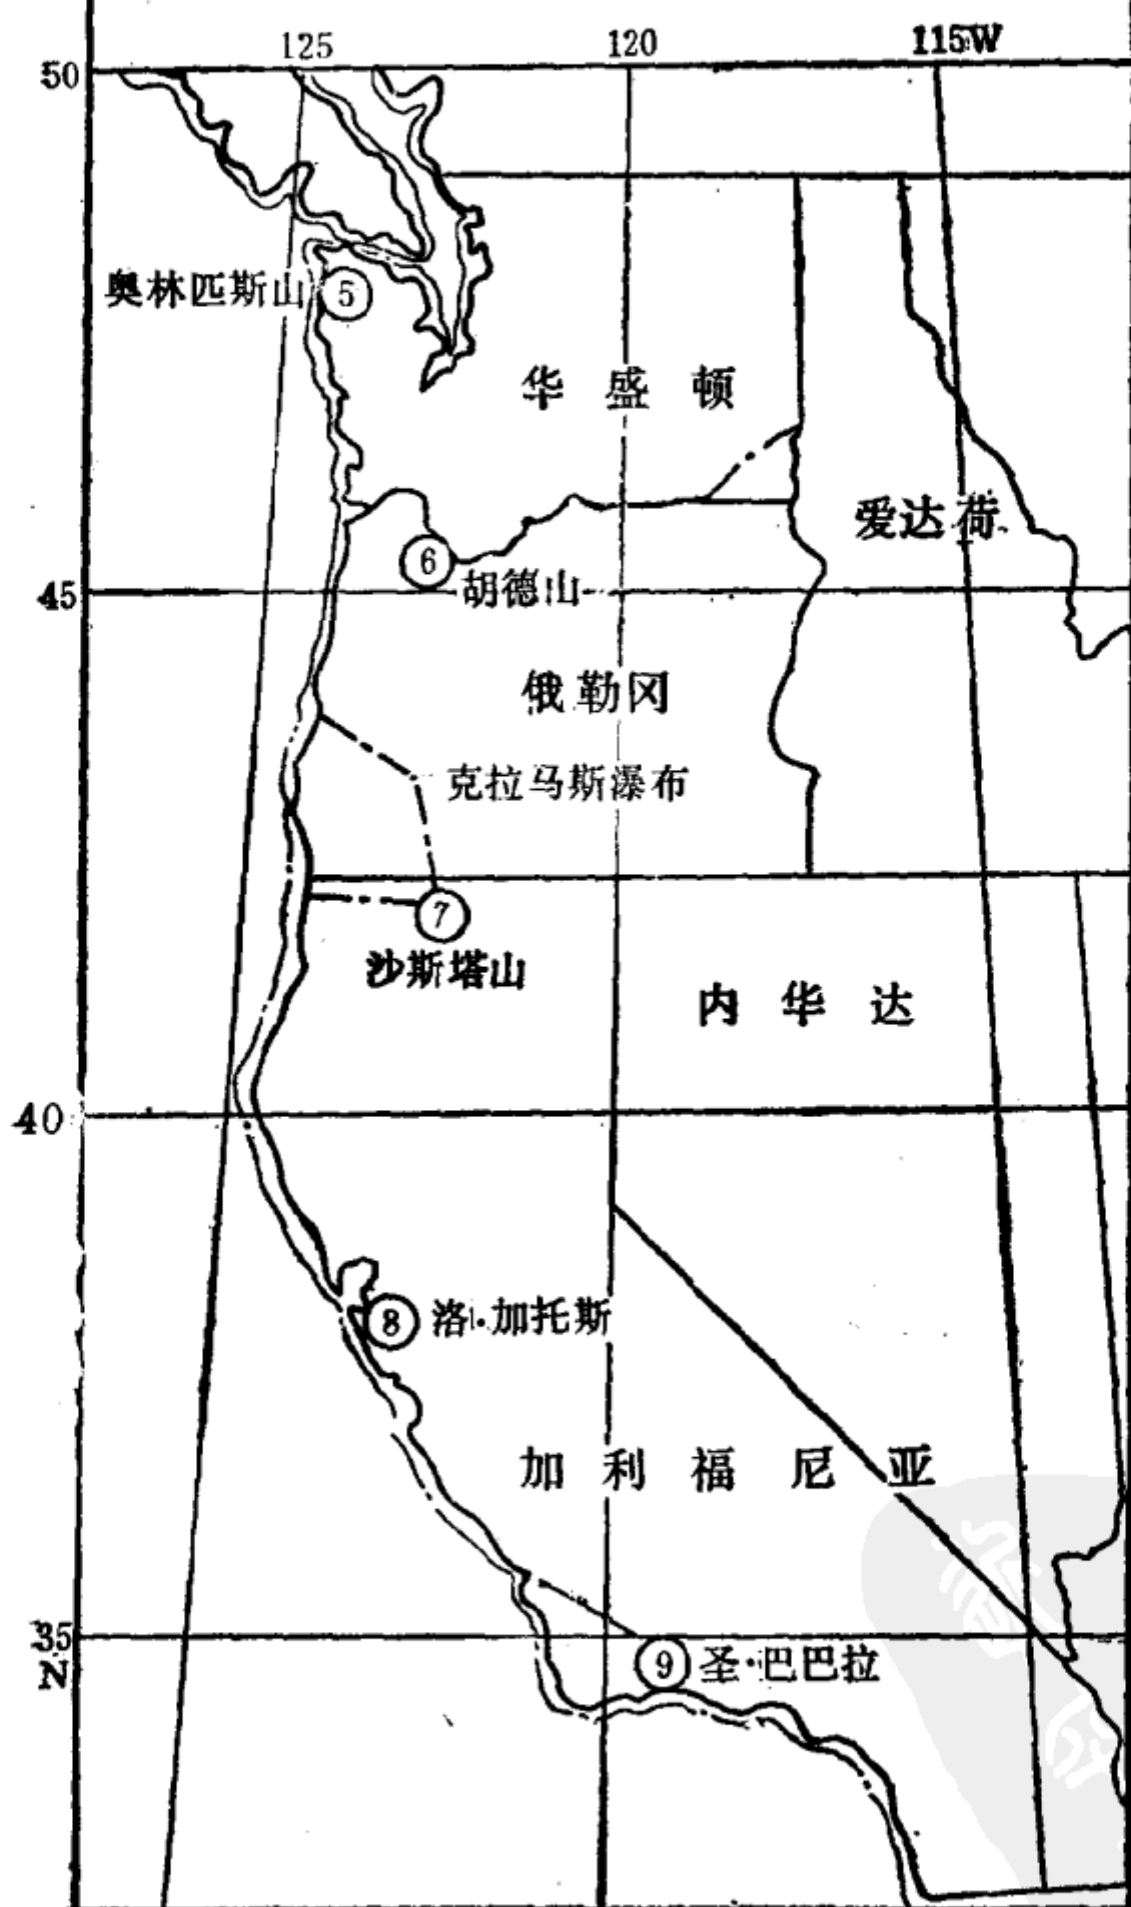 125 120 115W
50
奥林匹斯山 ⑤
华盛顿
爱达荷
⑥
45
胡德山
俄勒冈
克拉马斯瀑布
⑦
沙斯塔山
内华达
40
⑧ 洛·加托斯
加利福尼亚
35
N
⑨ 圣·巴巴拉